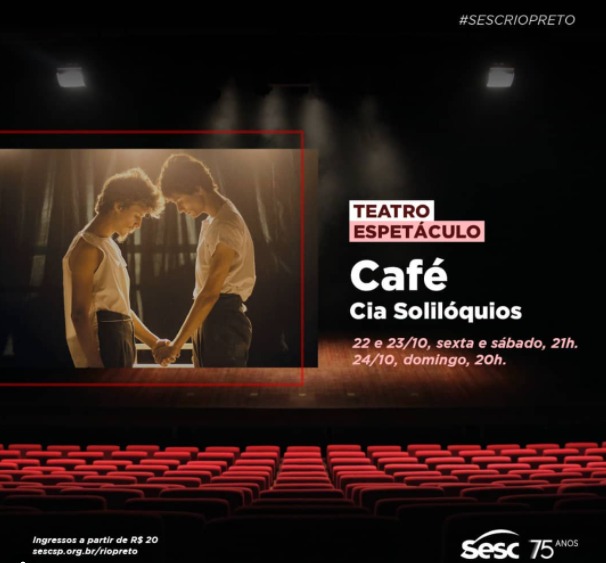 #SESCRIOPRETO
TEATRO
ESPETÁCULO
Café
Cia Solilóquios
22 e 23/10, sexta e sábado, 21h.
24/10, domingo, 20h.
Ingressos a partir de R$ 20
sescsp.org.br/riopreto
Sesc 75 ANOS